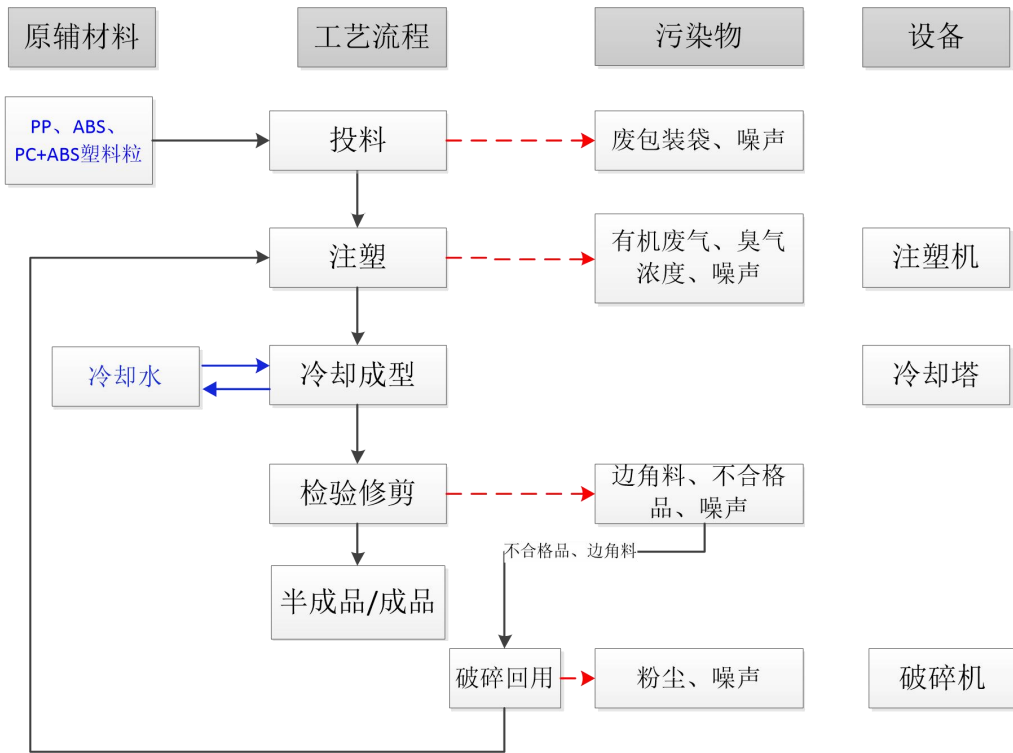 原辅材料
工艺流程
污染物
设备
PP、ABS、
PC+ABS塑料粒
投料
废包装袋、噪声
注塑
有机废气、臭气
浓度、噪声
注塑机
冷却水
冷却成型
冷却塔
检验修剪
边角料、不合格
品、噪声
不合格品、边角料
半成品/成品
破碎回用
粉尘、噪声
破碎机